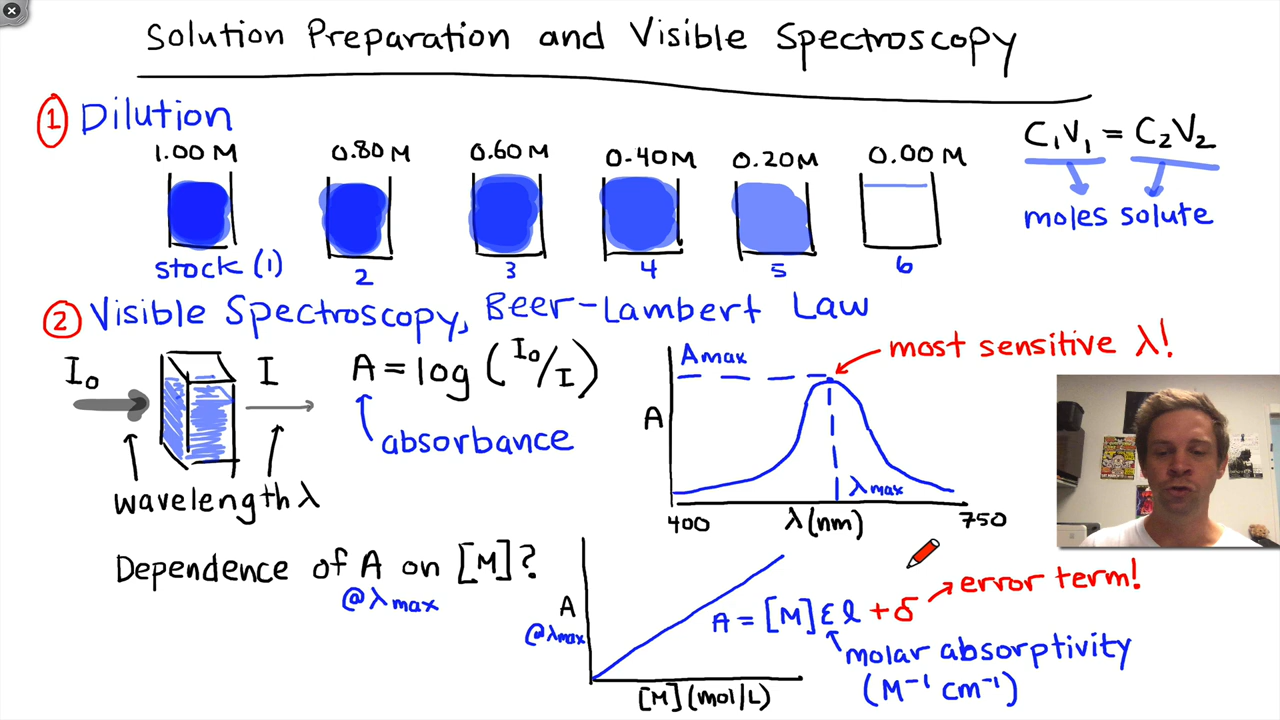 Solution Preparation and Visible Spectroscopy
① Dilution
1.00 M 0.80 M 0.60 M 0.40 M 0.20 M 0.00 M
C₁V₁ = C₂V₂
moles solute
stock (1) 2 3 4 5 6
② Visible Spectroscopy, Beer-Lambert Law
I₀ I
A = log (I₀/I)
absorbance
wavelength λ
Amax
most sensitive λ!
A
λmax
400 λ(nm) 750
Dependence of A on [M]?
@λmax
A
@λmax
A = [M]εl + δ
error term!
molar absorptivity
(M⁻¹ cm⁻¹)
[M](mol/L)